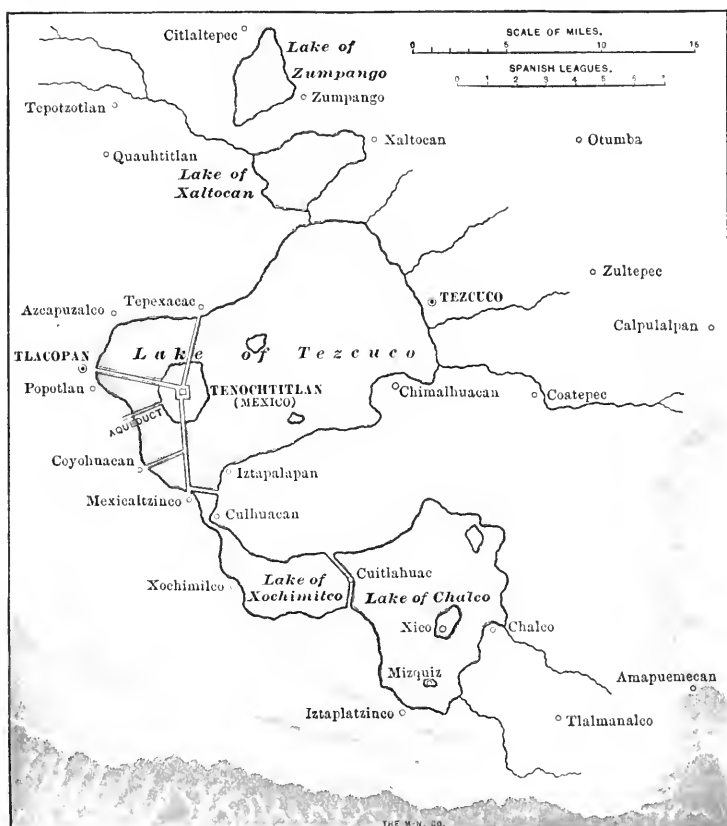 Citlaltepec
Lake of
Zumpango
SCALE OF MILES.
0 5 10 15
SPANISH LEAGUES.
0 1 2 3 4 5 6 7
Zumpango
Tepotzotlan
Quauhtitlan
Xaltocan
Otumba
Lake of
Xaltocan
Zultepec
TEZCUCO
Calpulalpan
Azcapuzalco
Tepexacac
TLACOPAN
Lake of Tezcuco
Popotlan
TENOCHTITLAN
(MEXICO)
Chimalhuacan
Coatepec
AQUEDUCT
Coyohuacan
Iztapalapan
Mexicaltzinco
Culhuacan
Xochimilco
Lake of
Xochimilco
Cuitlahuac
Lake of Chalco
Xico
Chalco
Mizquiz
Amapuemecan
Iztaplatzinco
Tlalmanalco
THE M.-N. CO.